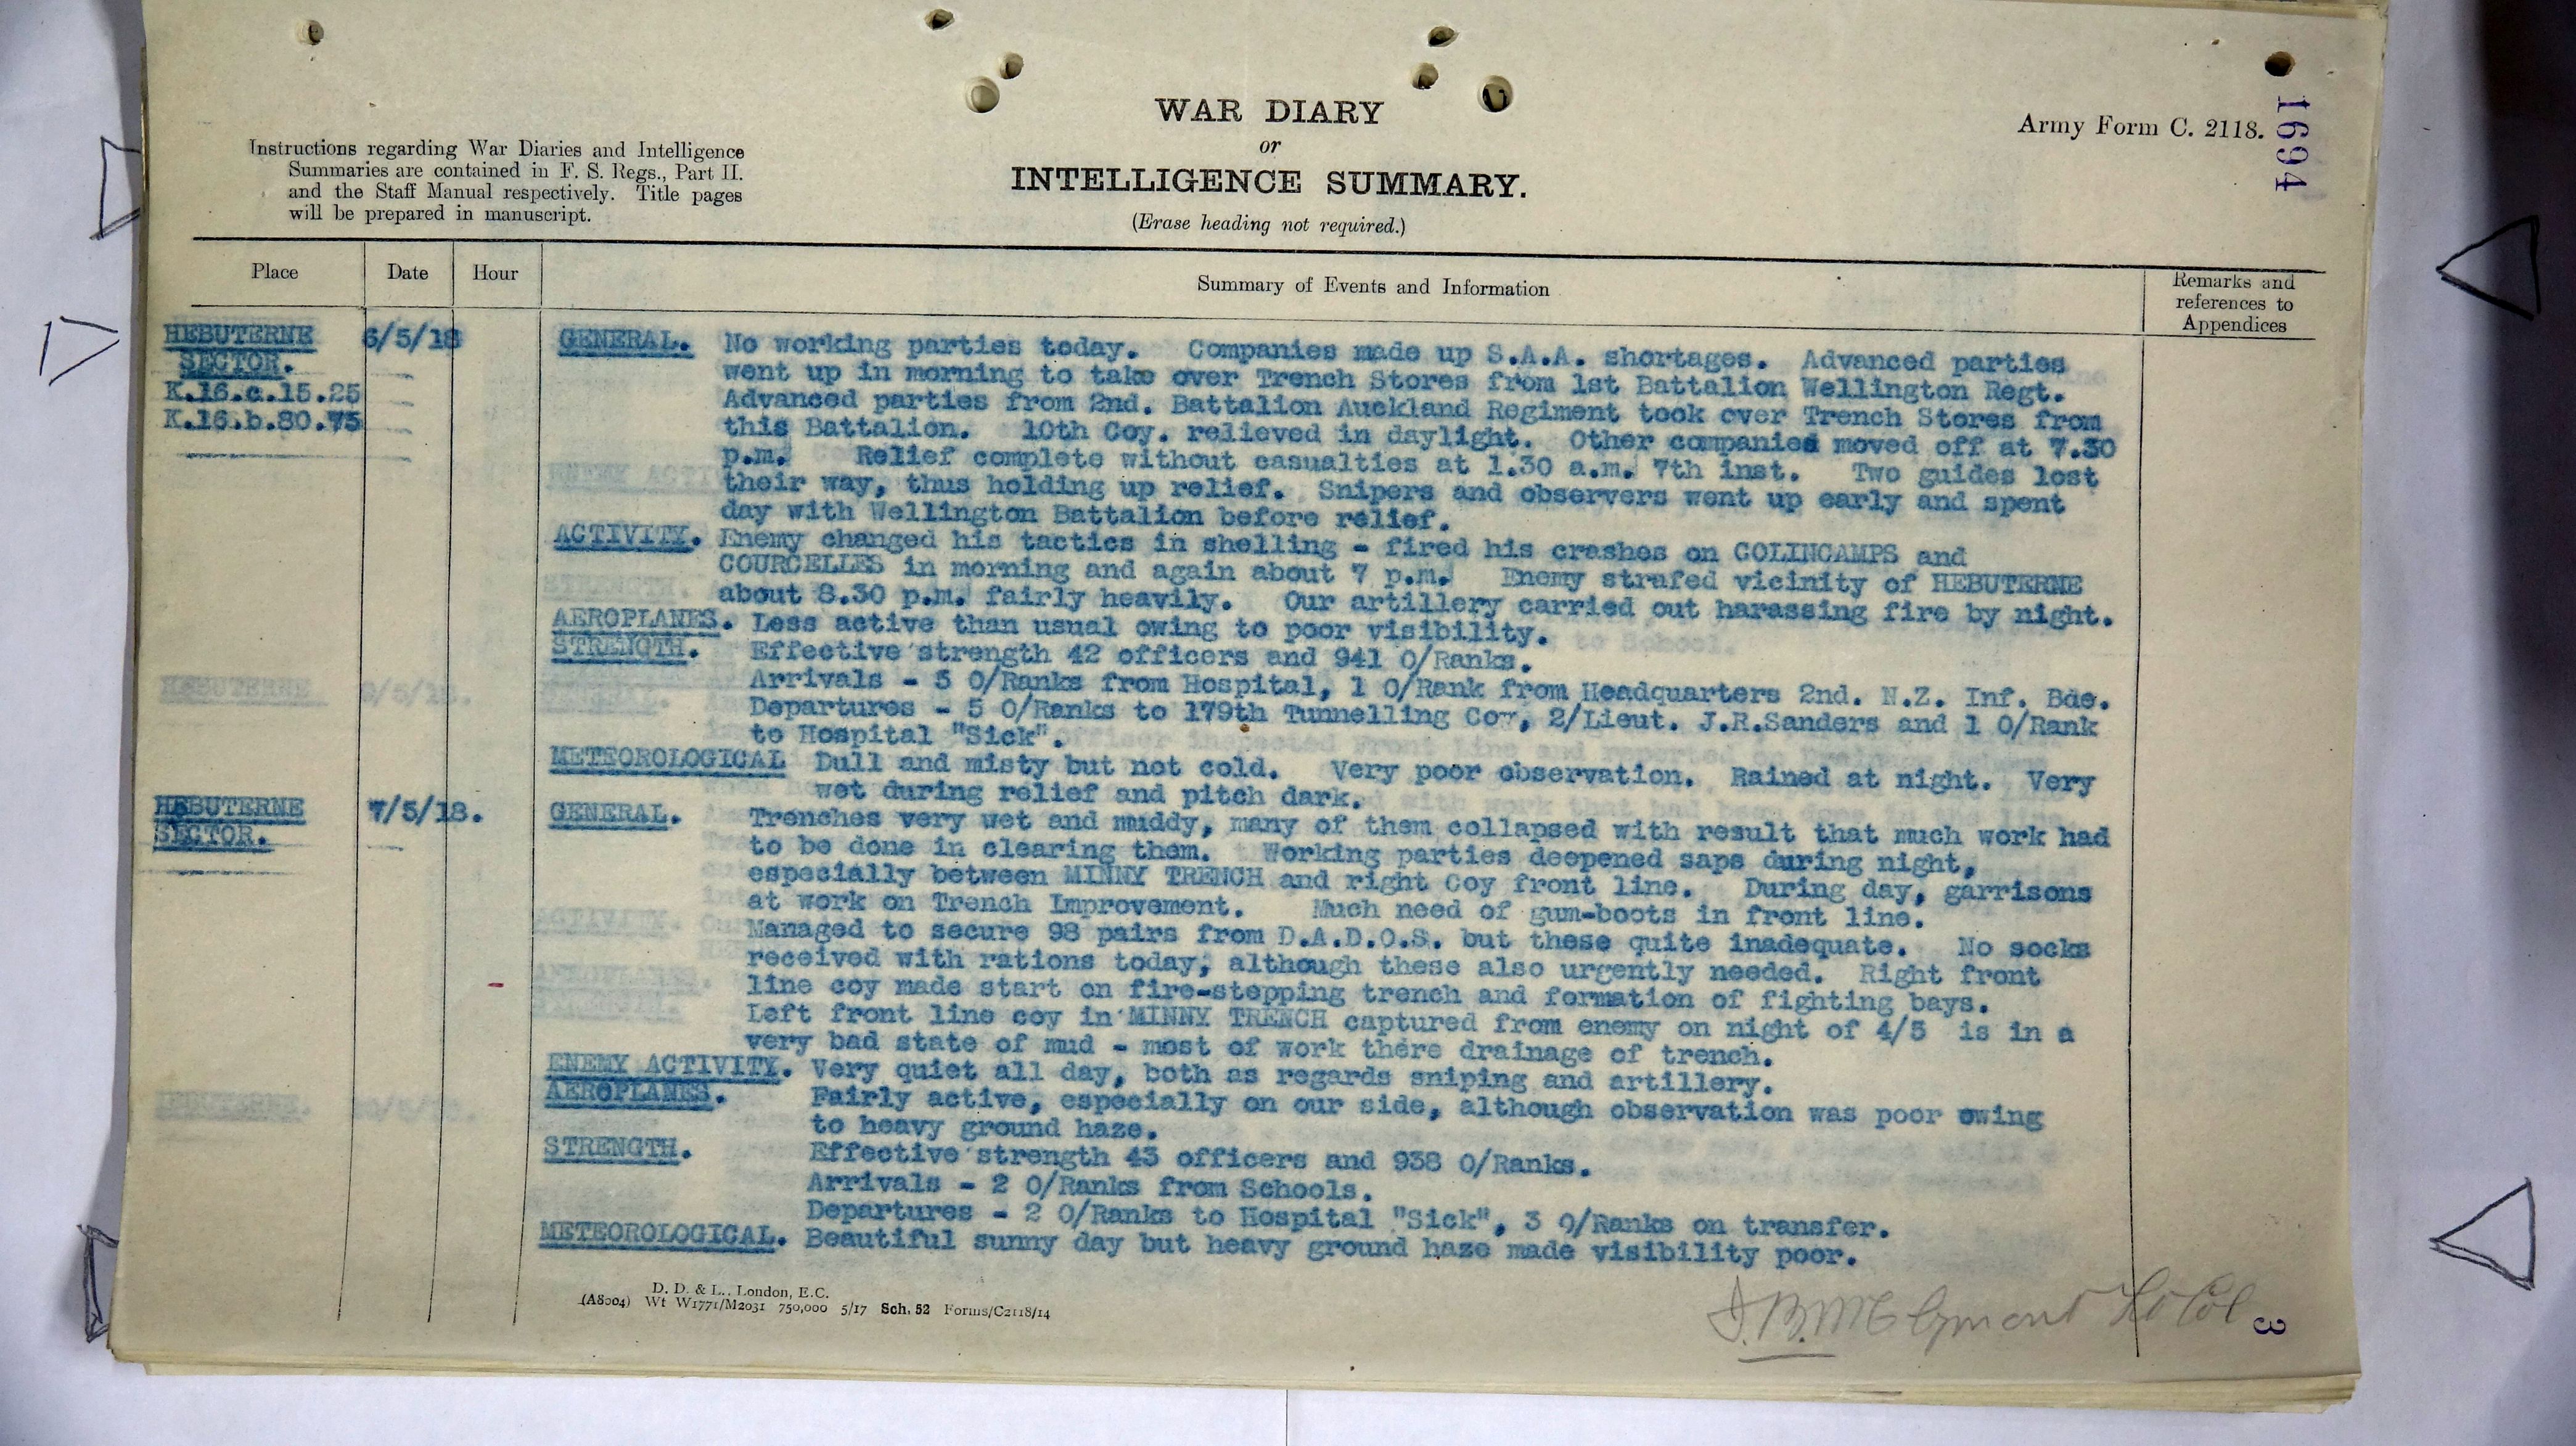 WAR DIARY
or
INTELLIGENCE SUMMARY.
(Erase heading not required.)
Army Form C. 2118.
1694
Instructions regarding War Diaries and Intelligence
Summaries are contained in F. S. Regs., Part II.
and the Staff Manual respectively. Title pages
will be prepared in manuscript.
Place Date Hour Summary of Events and Information Remarks and
references to
Appendices
HEBUTERNE 6/5/18
SECTOR.
K.16.c.15.25
K.16.b.80.75
GENERAL. No working parties today. Companies made up S.A.A. shortages. Advanced parties
went up in morning to take over Trench Stores from 1st Battalion Wellington Regt.
Advanced parties from 2nd. Battalion Auckland Regiment took over Trench Stores from
this Battalion. 10th Coy. relieved in daylight. Other companies moved off at 7.30
p.m. Relief complete without casualties at 1.30 a.m. 7th inst. Two guides lost
their way, thus holding up relief. Snipers and observers went up early and spent
day with Wellington Battalion before relief.
ACTIVITY. Enemy changed his tactics in shelling - fired his crashes on COLINCAMPS and
COURCELLES in morning and again about 7 p.m. Enemy strafed vicinity of HEBUTERNE
about 8.30 p.m. fairly heavily. Our artillery carried out harassing fire by night.
AEROPLANES. Less active than usual owing to poor visibility.
STRENGTH. Effective strength 42 officers and 941 O/Ranks.
Arrivals - 5 O/Ranks from Hospital, 1 O/Rank from Headquarters 2nd. N.Z. Inf. Bde.
Departures - 5 O/Ranks to 179th Tunnelling Coy, 2/Lieut. J.R.Sanders and 1 O/Rank
to Hospital "Sick".
METEOROLOGICAL Dull and misty but not cold. Very poor observation. Rained at night. Very
wet during relief and pitch dark.
HEBUTERNE 7/5/18.
SECTOR.
GENERAL. Trenches very wet and muddy, many of them collapsed with result that much work had
to be done in clearing them. Working parties deepened saps during night,
especially between MINNY TRENCH and right Coy front line. During day, garrisons
at work on Trench Improvement. Much need of gum-boots in front line.
Managed to secure 98 pairs from D.A.D.O.S. but these quite inadequate. No socks
received with rations today, although these also urgently needed. Right front
line coy made start on fire-stepping trench and formation of fighting bays.
Left front line coy in MINNY TRENCH captured from enemy on night of 4/5 is in a
very bad state of mud - most of work there drainage of trench.
ENEMY ACTIVITY. Very quiet all day, both as regards sniping and artillery.
AEROPLANES. Fairly active, especially on our side, although observation was poor owing
to heavy ground haze.
STRENGTH. Effective strength 43 officers and 938 O/Ranks.
Arrivals - 2 O/Ranks from Schools.
Departures - 2 O/Ranks to Hospital "Sick", 3 O/Ranks on transfer.
METEOROLOGICAL. Beautiful sunny day but heavy ground haze made visibility poor.
D. D. & L., London, E.C.
(A8004) Wt W1771/M2031 750,000 5/17 Sch. 52 Forms/C2118/14
Lt Col
3